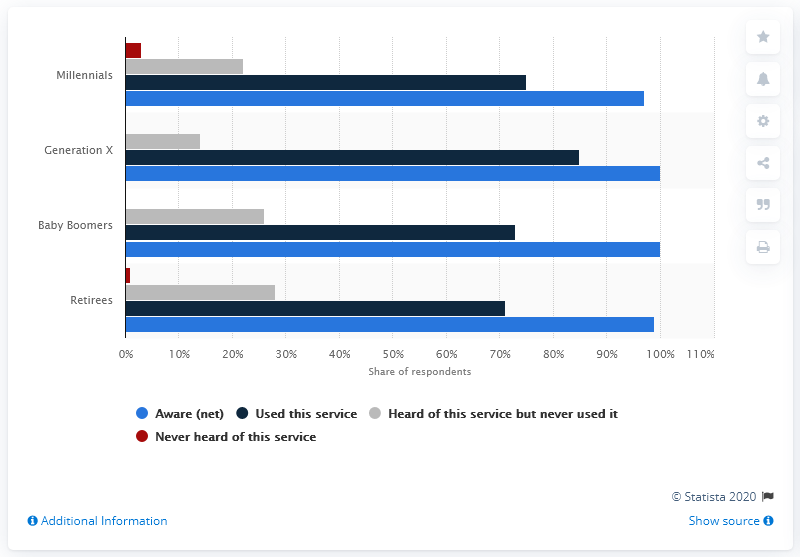 Millennials
Generation X
Baby Boomers
Retirees
0% 10% 20% 30% 40% 50% 60% 70% 80% 90% 100% 110%
Share of respondents
Aware (net) Used this service Heard of this service but never used it
Never heard of this service
© Statista 2020
Additional Information Show source